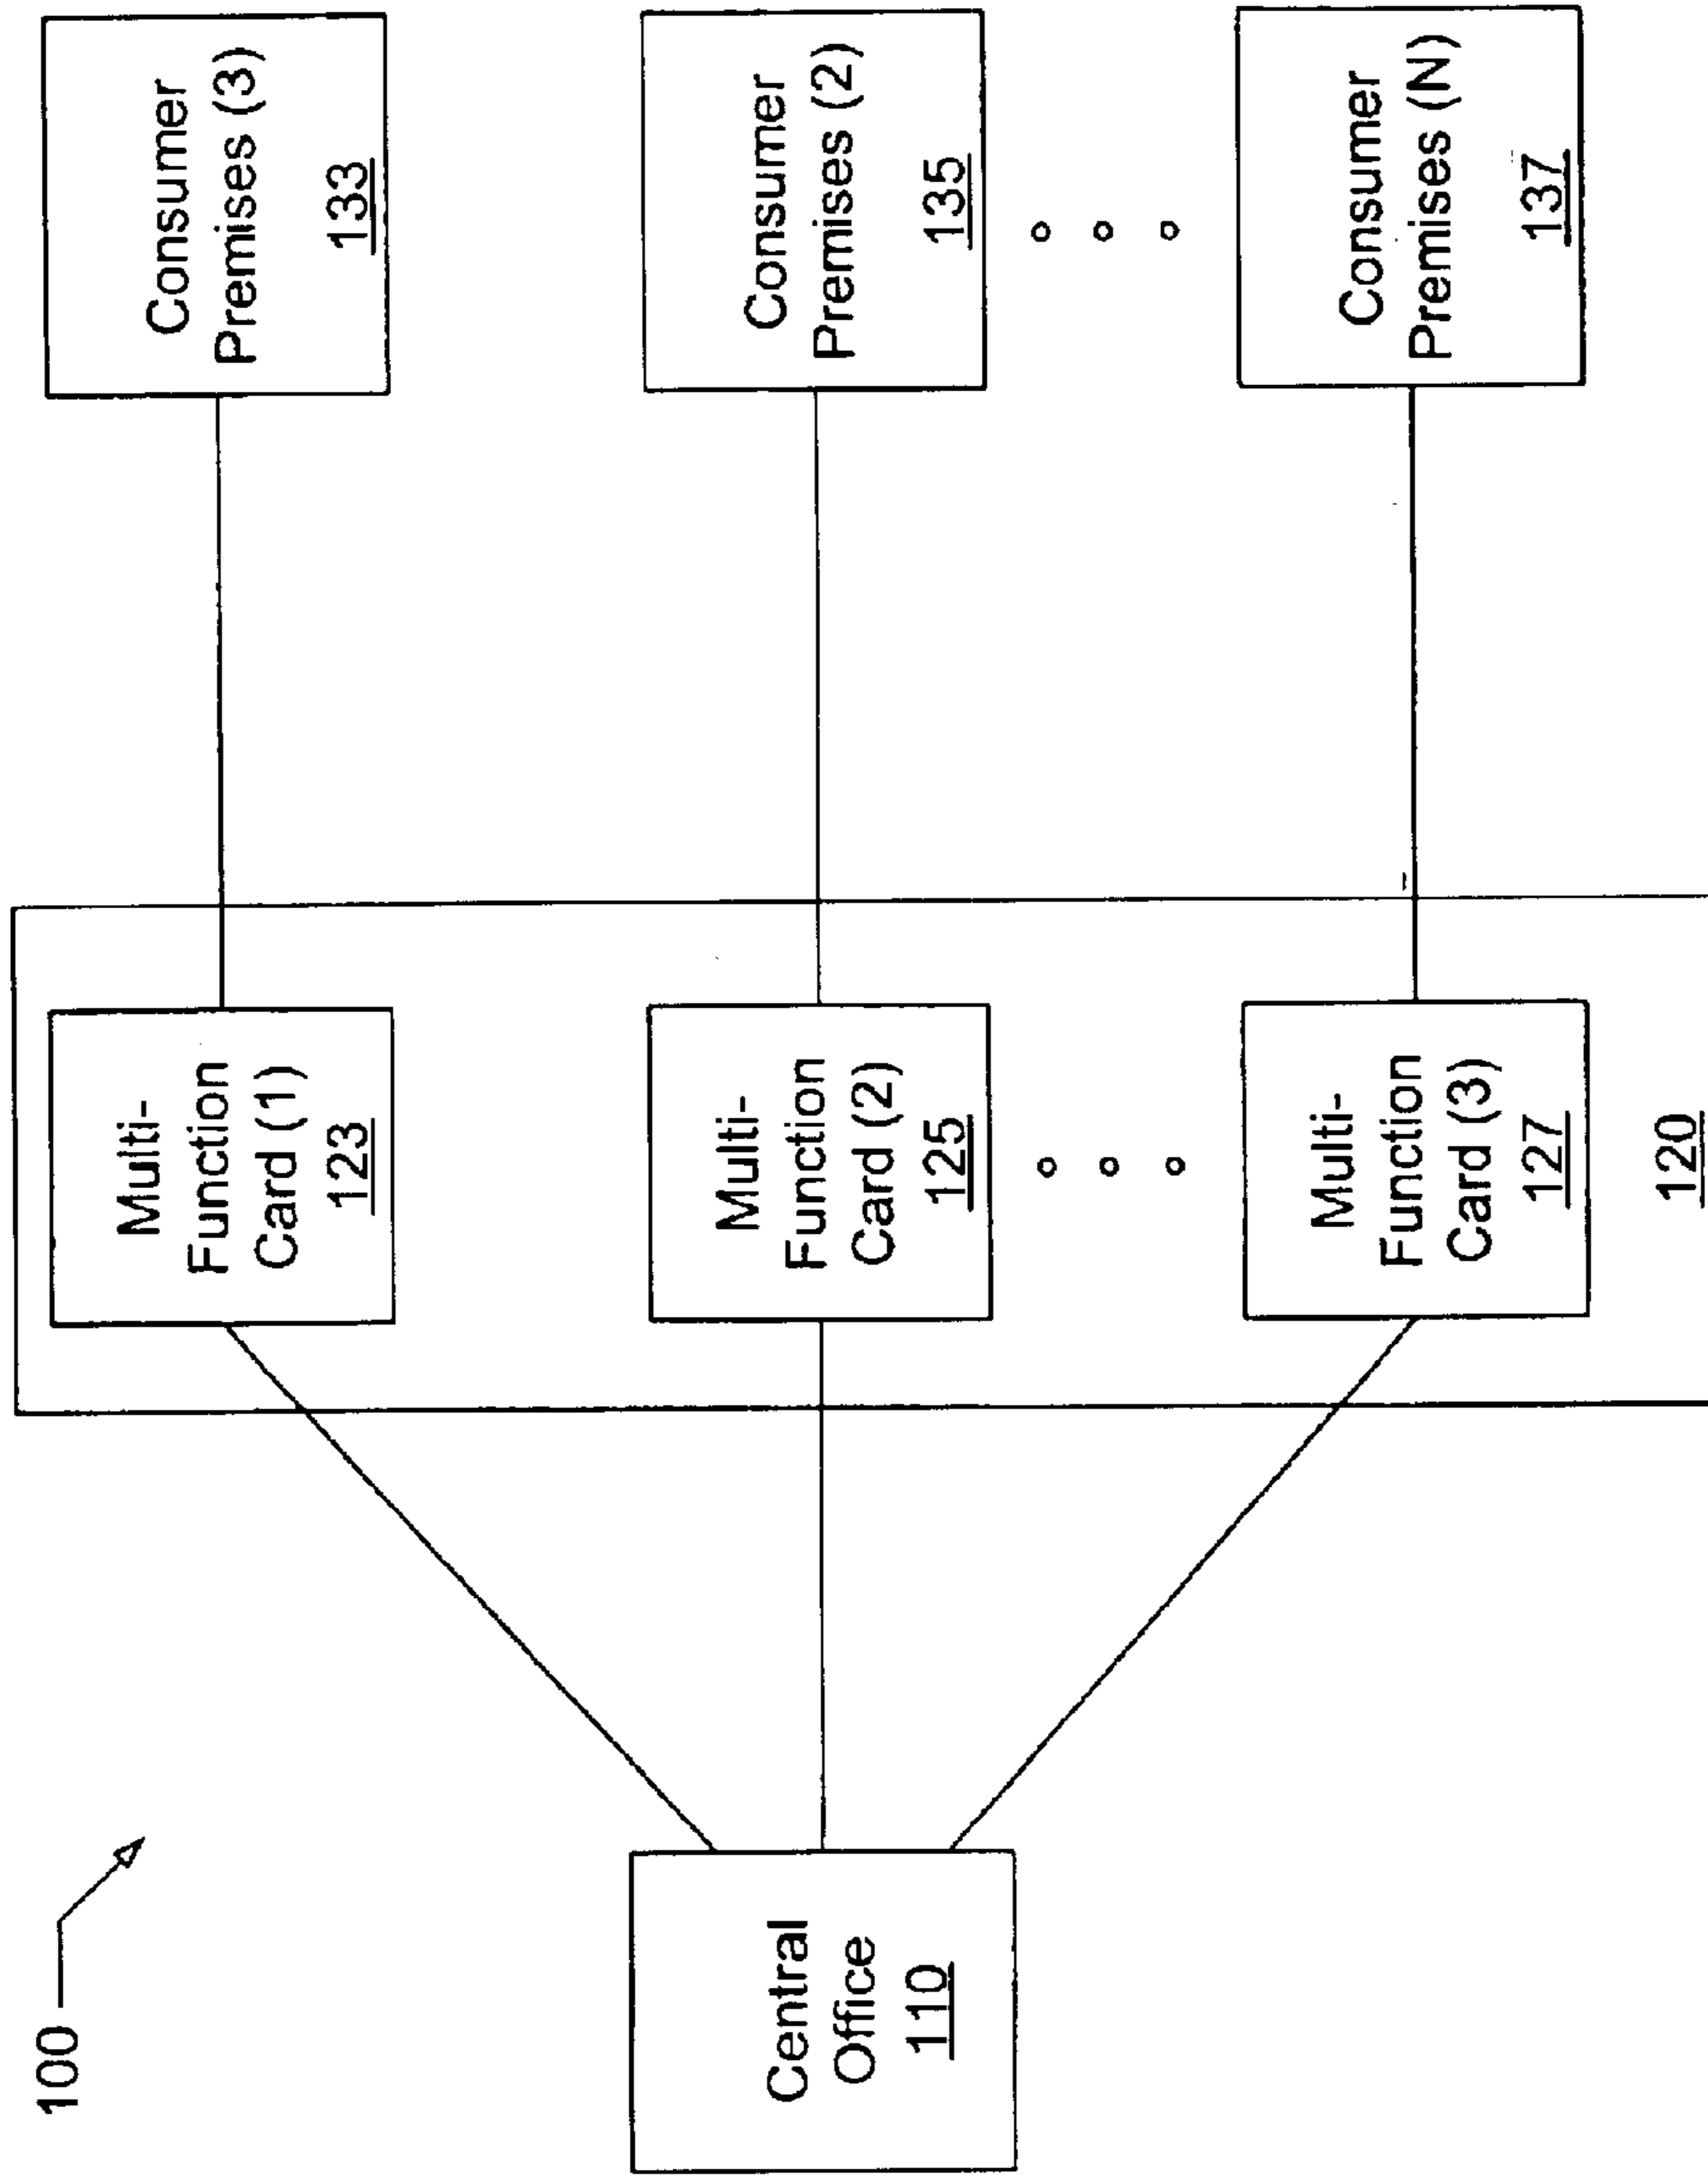 100
Central
Office
110
Multi-
Function
Card (1)
123
Multi-
Function
Card (2)
125
Multi-
Function
Card (3)
127
120
Consumer
Premises (3)
133
Consumer
Premises (2)
135
Consumer
Premises (N)
137